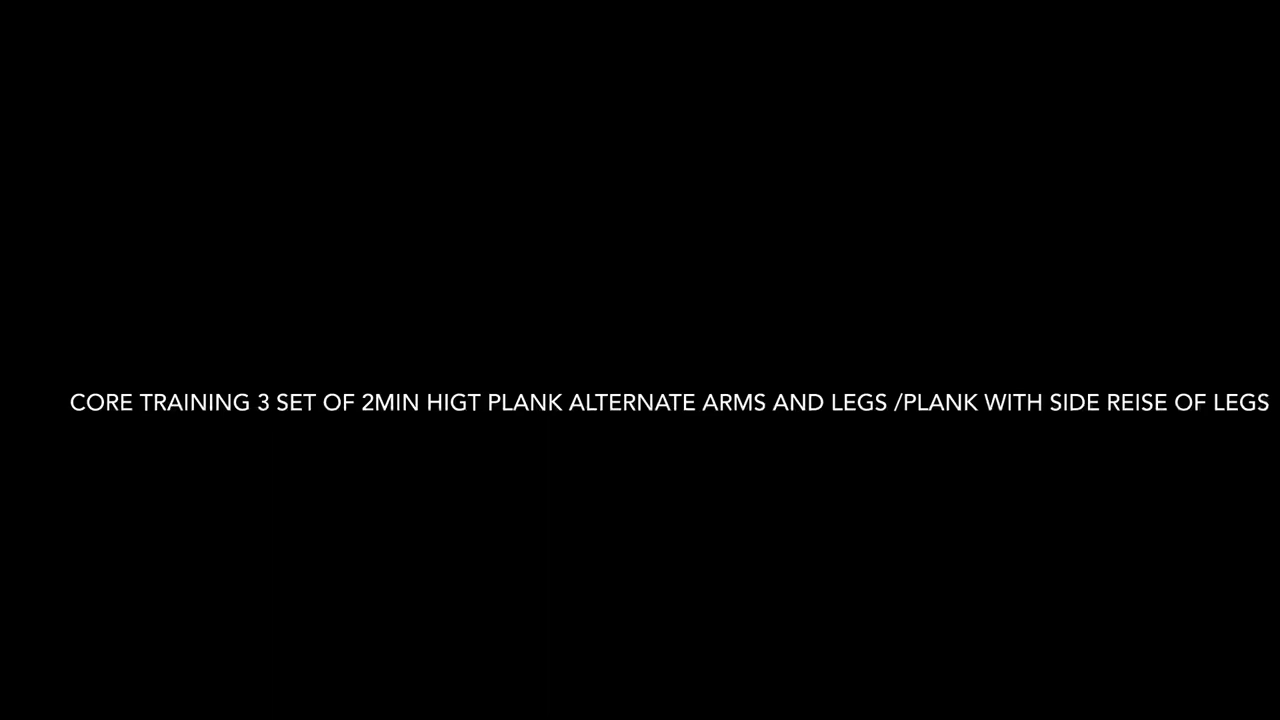 CORE TRAINING 3 SET OF 2MIN HIGT PLANK ALTERNATE ARMS AND LEGS /PLANK WITH SIDE REISE OF LEGS